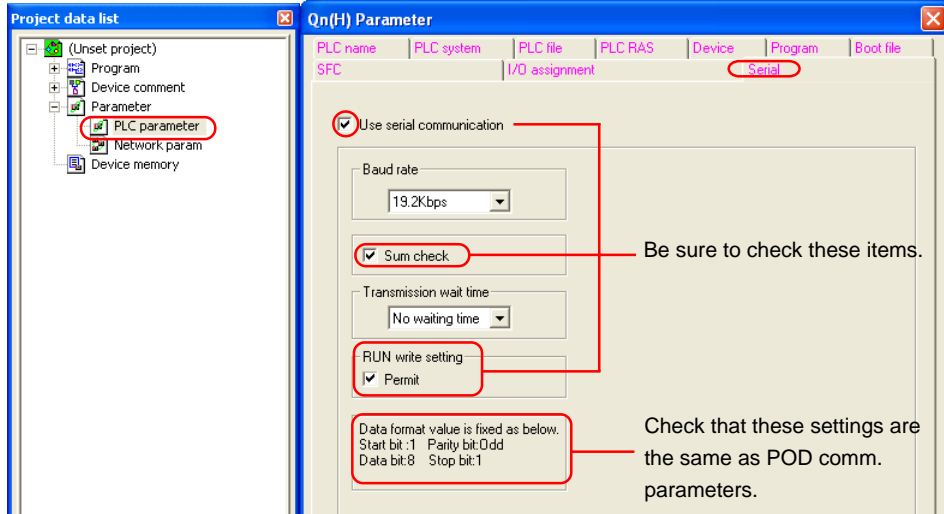 Project data list
(Unset project)
Program
Device comment
Parameter
PLC parameter
Network param
Device memory
Qn(H) Parameter
PLC name PLC system PLC file PLC RAS Device Program Boot file
SFC I/O assignment Serial
Use serial communication
Baud rate
19.2Kbps
Sum check
Be sure to check these items.
Transmission wait time
No waiting time
RUN write setting
Permit
Data format value is fixed as below.
Start bit :1 Parity bit:Odd
Data bit:8 Stop bit:1
Check that these settings are
the same as POD comm.
parameters.